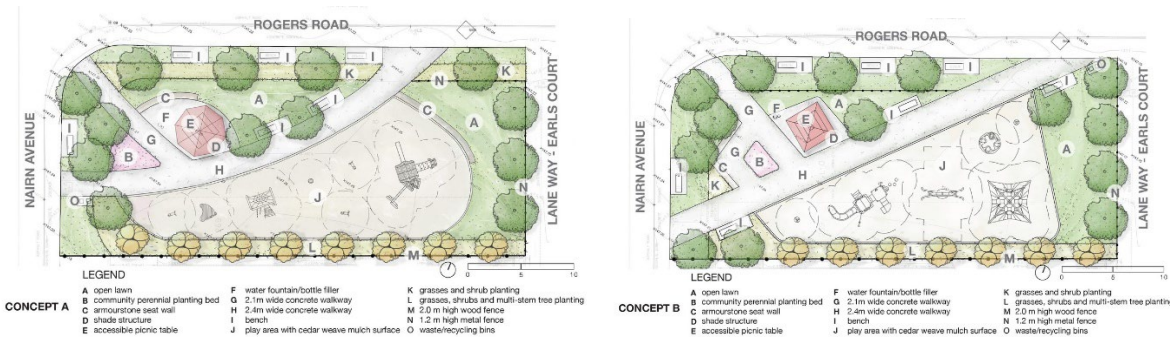 ROGERS ROAD
NAIRN AVENUE
LANE WAY - EARLS COURT
I
I
I
K
N
K
C
A
I
F
C
E
I
A
I
G
D
B
H
J
N
O
L
M
0
5
10
LEGEND
CONCEPT A
A open lawn
B community perennial planting bed
C armourstone seat wall
D shade structure
E accessible picnic table
F water fountain/bottle filler
G 2.1m wide concrete walkway
H 2.4m wide concrete walkway
I bench
J play area with cedar weave mulch surface
K grasses and shrub planting
L grasses, shrubs and multi-stem tree planting
M 2.0 m high wood fence
N 1.2 m high metal fence
O waste/recycling bins
ROGERS ROAD
NAIRN AVENUE
LANE WAY - EARLS COURT
I
I
I
O
I
G
F
A
E
I
D
G
B
C
H
J
A
K
I
I
N
L
M
0
5
10
LEGEND
CONCEPT B
A open lawn
B community perennial planting bed
C armourstone seat wall
D shade structure
E accessible picnic table
F water fountain/bottle filler
G 2.1m wide concrete walkway
H 2.4m wide concrete walkway
I bench
J play area with cedar weave mulch surface
K grasses and shrub planting
L grasses, shrubs and multi-stem tree planting
M 2.0 m high wood fence
N 1.2 m high metal fence
O waste/recycling bins